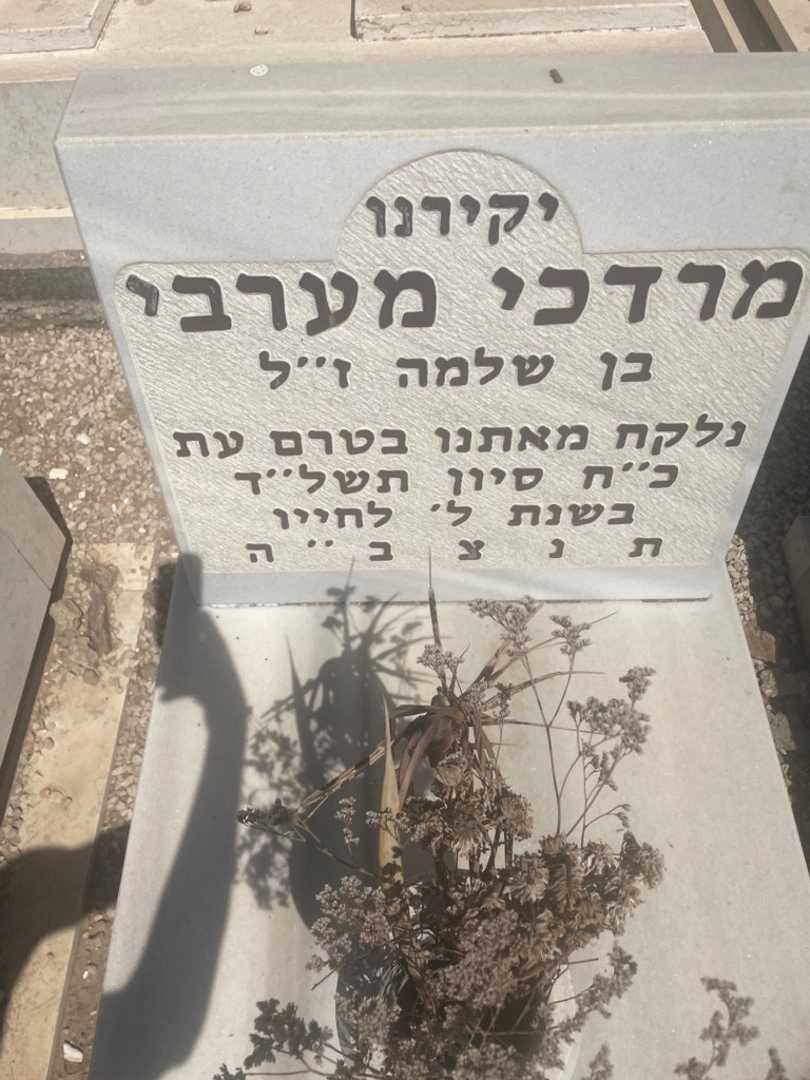 יקירנו
מרדכי מערבי
בן שלמה ז''ל
נלקח מאתנו בטרם עת
כ''ח סיון תשל''ד
בשנת ל' לחייו
ת נ צ ב '' ה